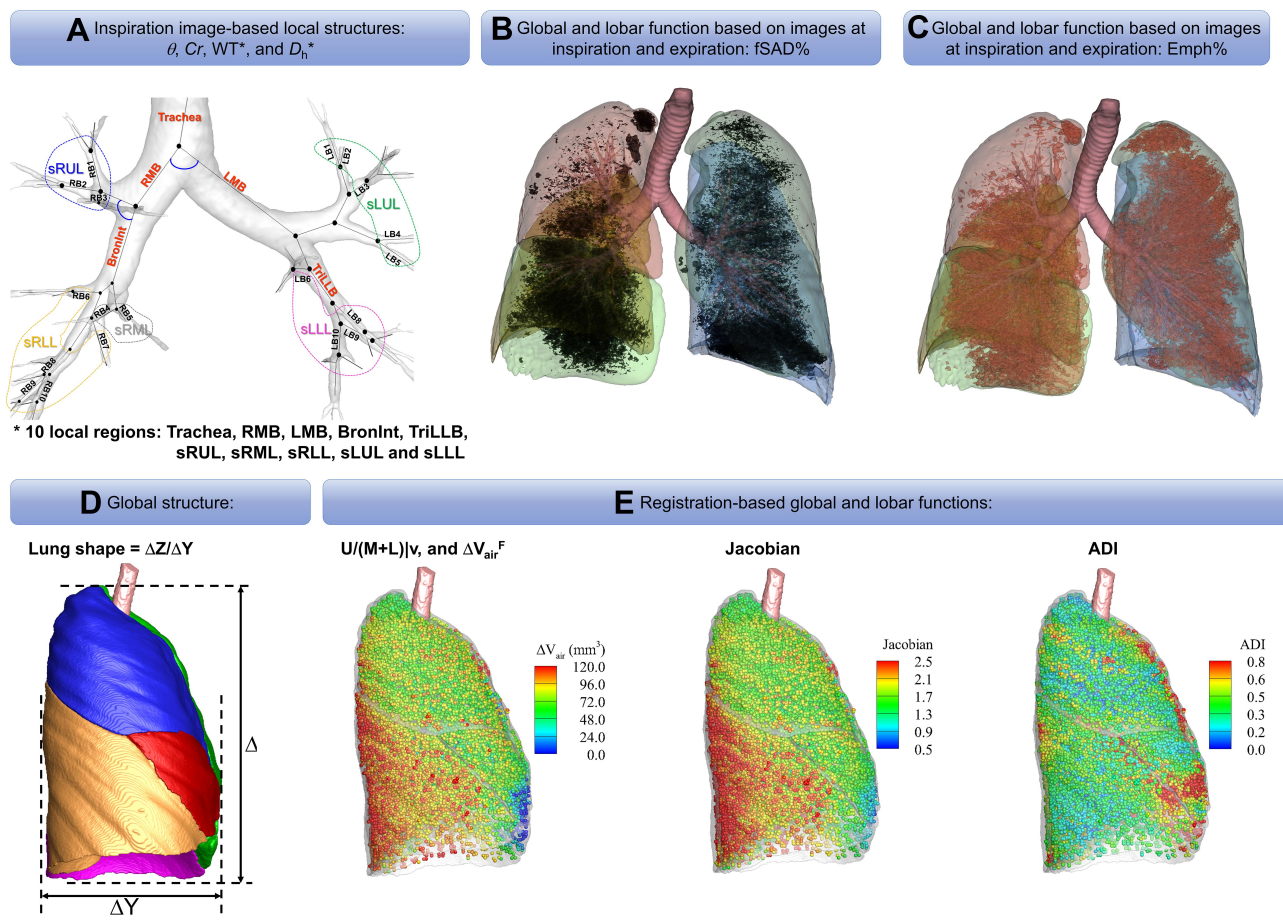 A Inspiration image-based local structures:
θ, Cr, WT*, and Dh*
B Global and lobar function based on images at
inspiration and expiration: fSAD%
C Global and lobar function based on images
at inspiration and expiration: Emph%
Trachea
RMB
LMB
BronInt
TriLLB
sRUL
RB1
RB2
RB3
LB1
LB2
LB3
sLUL
LB4
LB5
LB6
RB6
RB4
RB5
sRML
sRLL
RB7
RB8
RB9
RB10
sLLL
LB8
LB9
LB10
* 10 local regions: Trachea, RMB, LMB, BronInt, TriLLB,
sRUL, sRML, sRLL, sLUL and sLLL
D Global structure:
E Registration-based global and lobar functions:
Lung shape = ΔZ/ΔY
Δ
ΔY
U/(M+L)|v, and ΔVairF
ΔVair (mm3)
120.0
96.0
72.0
48.0
24.0
0.0
Jacobian
Jacobian
2.5
2.1
1.7
1.3
0.9
0.5
ADI
ADI
0.8
0.6
0.5
0.3
0.2
0.0